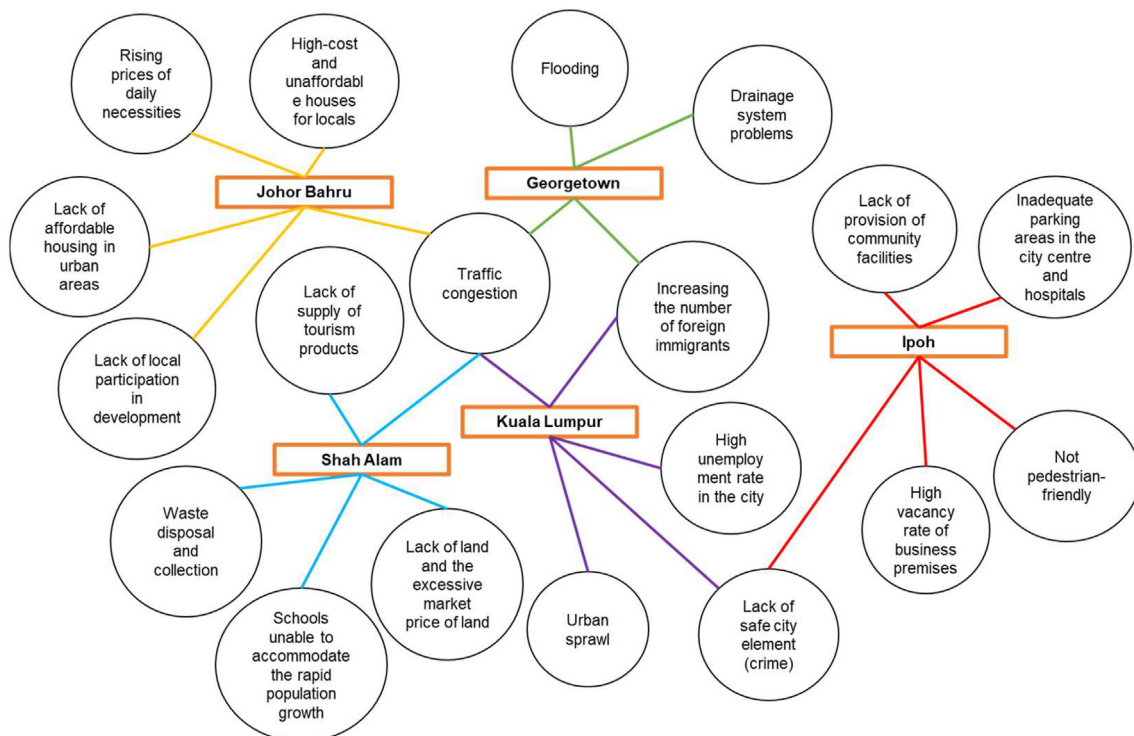 Rising
prices of
daily
necessities
High-cost
and
unaffordabl
e houses
for locals
Flooding
Drainage
system
problems
Johor Bahru
Georgetown
Lack of
affordable
housing in
urban
areas
Lack of
supply of
tourism
products
Traffic
congestion
Increasing
the number
of foreign
immigrants
Lack of
provision of
community
facilities
Inadequate
parking
areas in the
city centre
and
hospitals
Ipoh
Lack of local
participation
in
development
Shah Alam
Kuala Lumpur
High
unemploy
ment rate
in the city
Not
pedestrian-
friendly
High
vacancy
rate of
business
premises
Waste
disposal
and
collection
Lack of land
and the
excessive
market
price of land
Schools
unable to
accommodate
the rapid
population
growth
Urban
sprawl
Lack of
safe city
element
(crime)